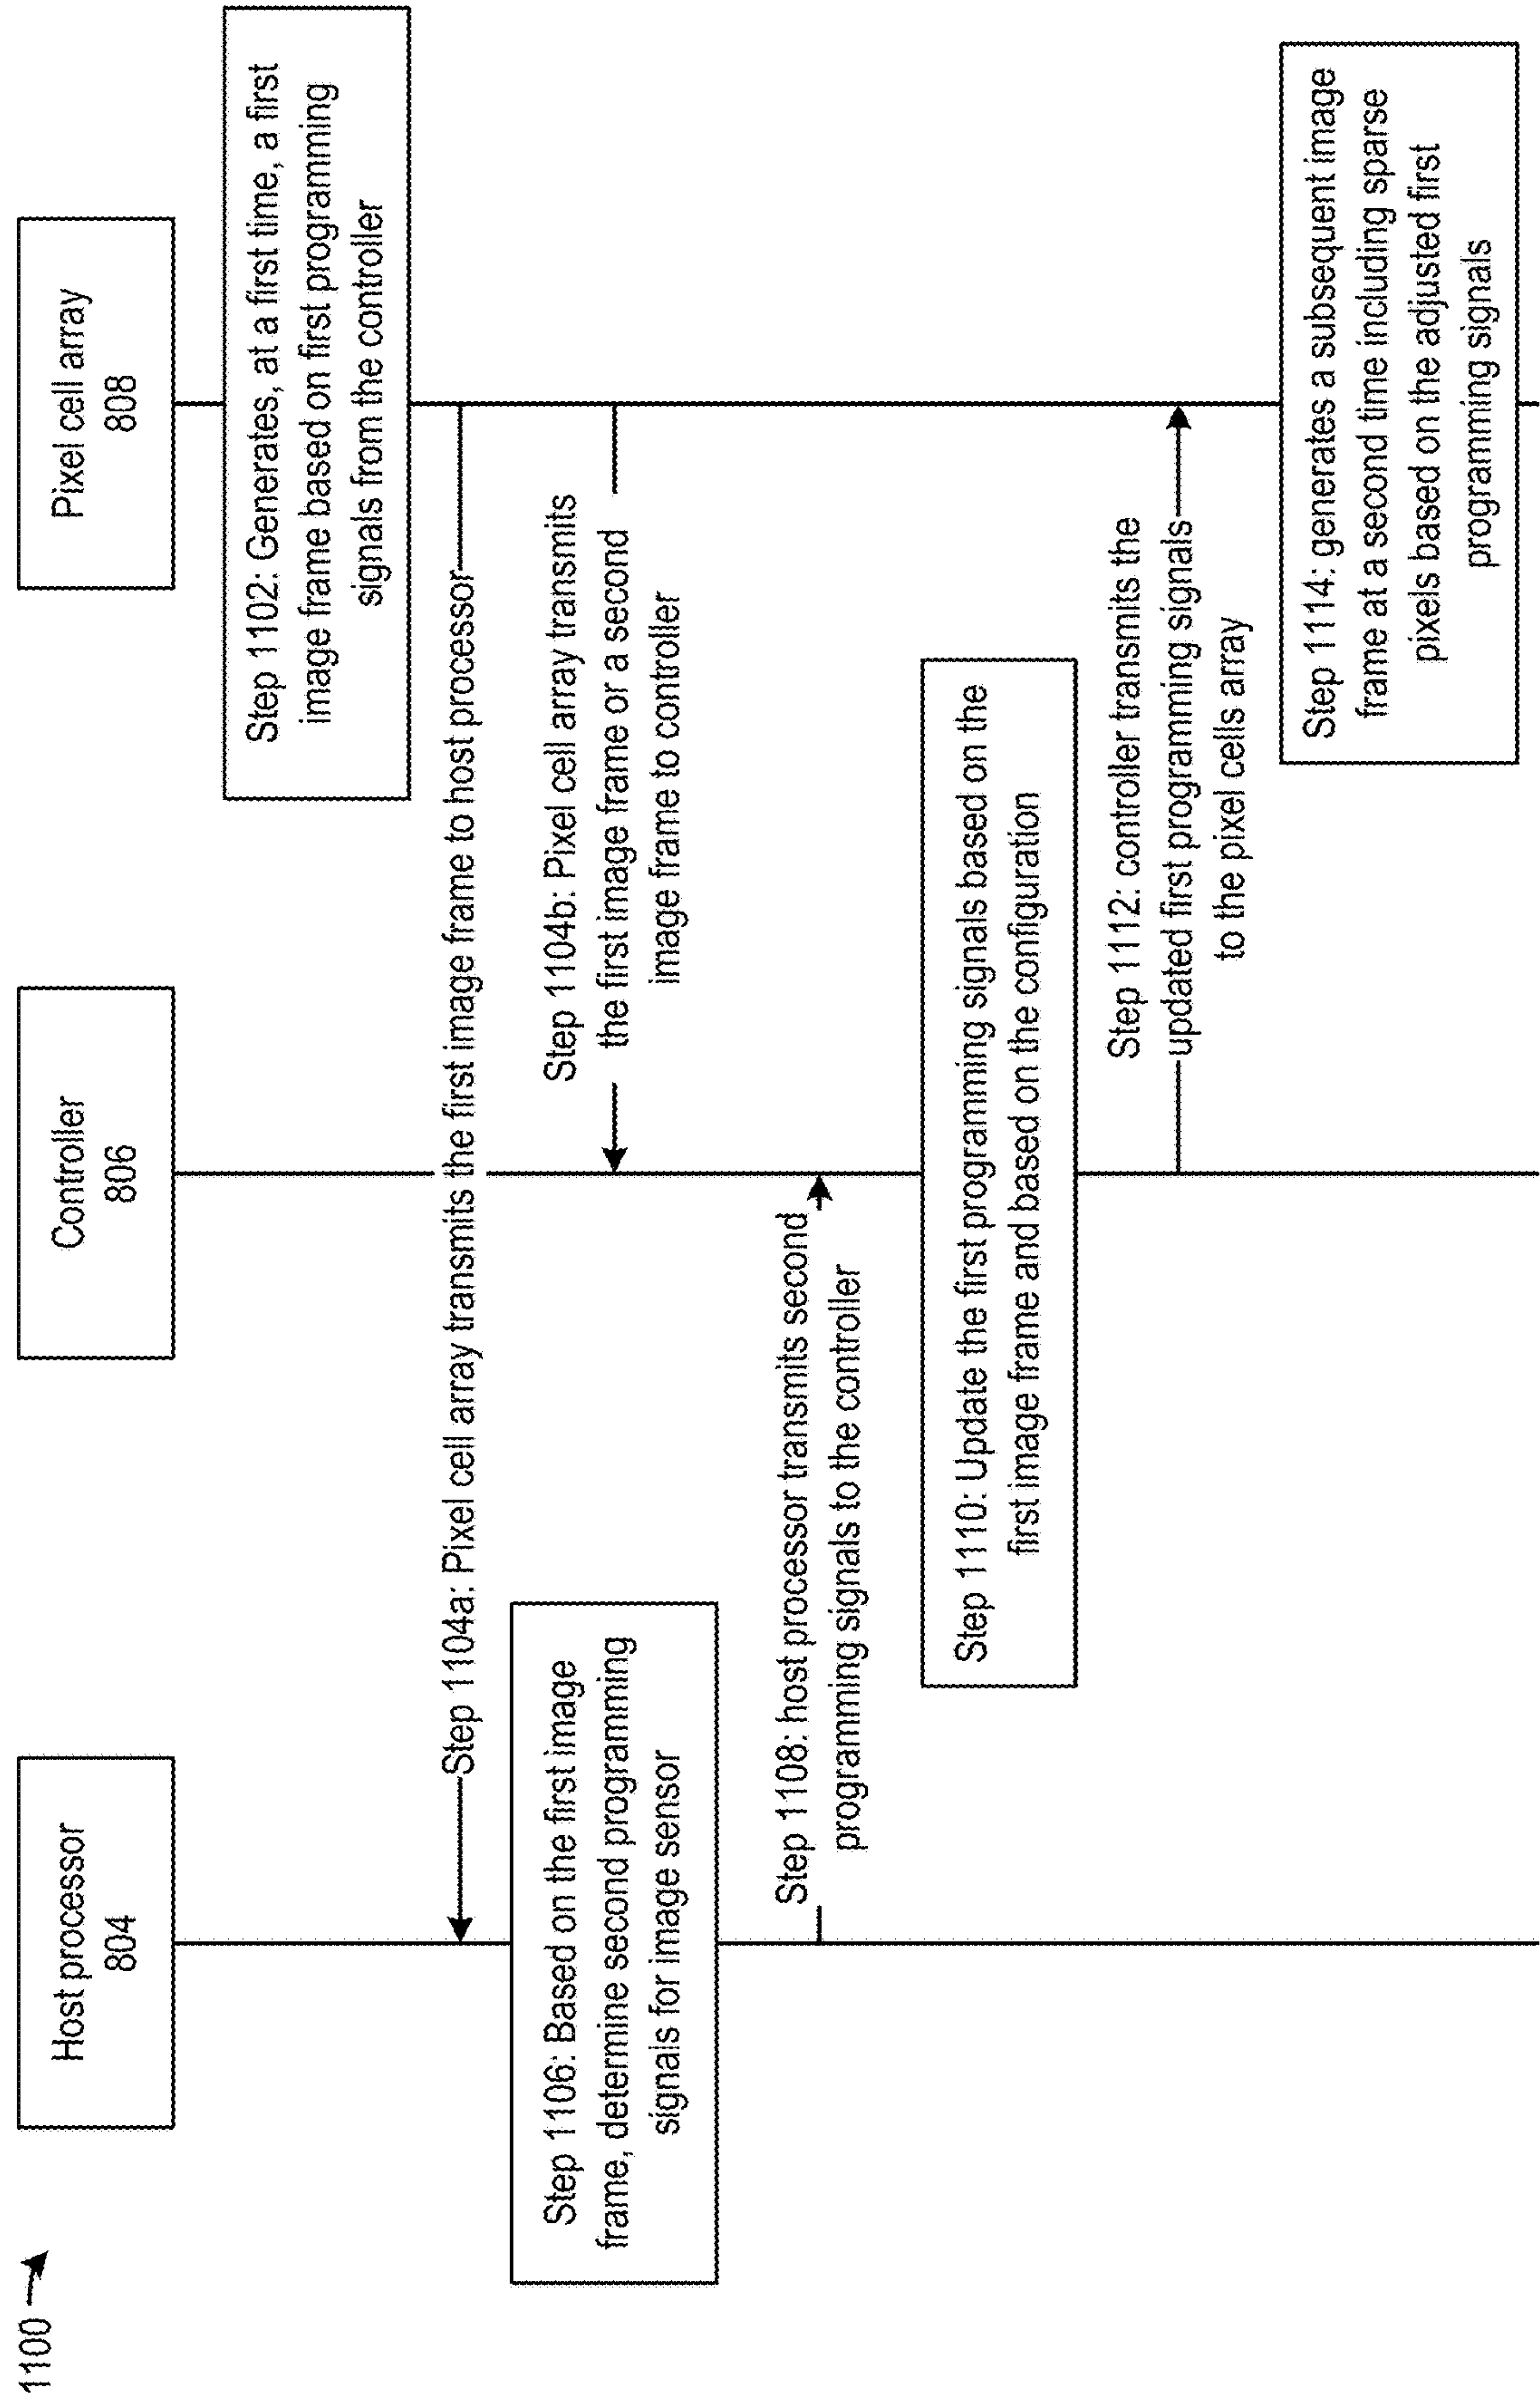 1100
Host processor
804
Controller
806
Pixel cell array
808
Step 1102: Generates, at a first time, a first
image frame based on first programming
signals from the controller
Step 1104a: Pixel cell array transmits the first image frame to host processor
Step 1104b: Pixel cell array transmits
the first image frame or a second
image frame to controller
Step 1106: Based on the first image
frame, determine second programming
signals for image sensor
Step 1108: host processor transmits second
programming signals to the controller
Step 1110: Update the first programming signals based on the
first image frame and based on the configuration
Step 1112: controller transmits the
updated first programming signals
to the pixel cells array
Step 1114: generates a subsequent image
frame at a second time including sparse
pixels based on the adjusted first
programming signals